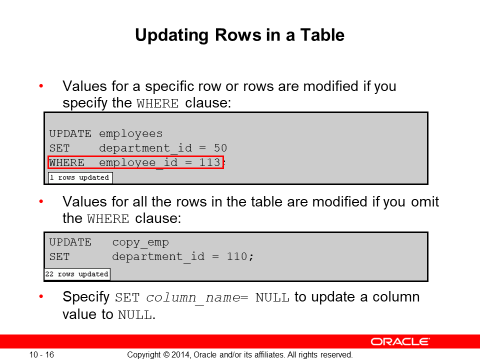 Updating Rows in a Table
• Values for a specific row or rows are modified if you
specify the WHERE clause:
UPDATE employees
SET department_id = 50
WHERE employee_id = 113;
1 rows updated
• Values for all the rows in the table are modified if you omit
the WHERE clause:
UPDATE copy_emp
SET department_id = 110;
22 rows updated
• Specify SET column_name= NULL to update a column
value to NULL.
ORACLE
10 - 16 Copyright © 2014, Oracle and/or its affiliates. All rights reserved.